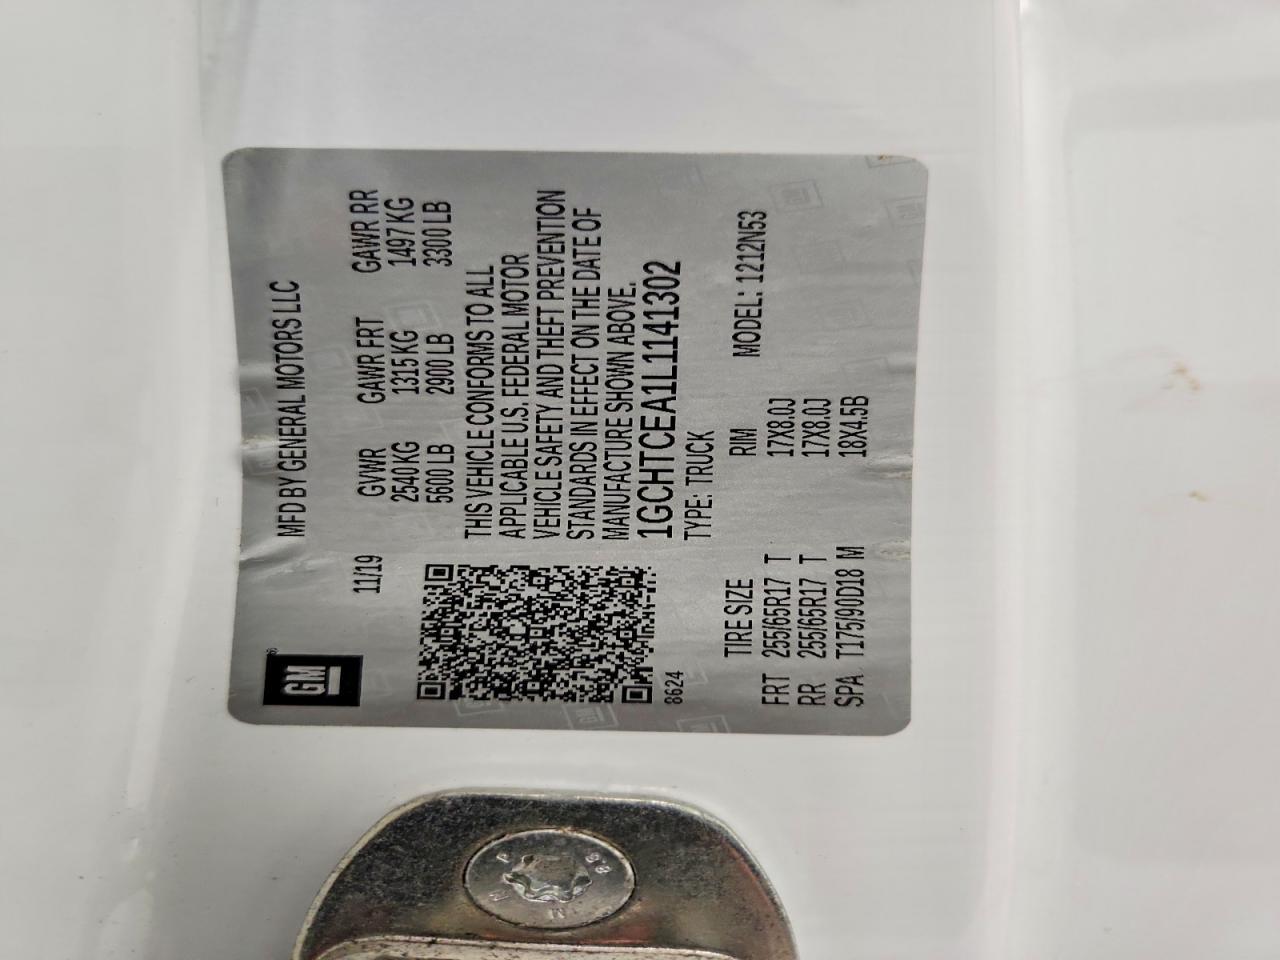 GM
®
11/19
MFD BY GENERAL MOTORS LLC
GVWR GAWR FRT GAWR RR
2540 KG 1315 KG 1497 KG
5600 LB 2900 LB 3300 LB
THIS VEHICLE CONFORMS TO ALL
APPLICABLE U.S. FEDERAL MOTOR
VEHICLE SAFETY AND THEFT PREVENTION
STANDARDS IN EFFECT ON THE DATE OF
MANUFACTURE SHOWN ABOVE.
1GCHTCEA1L1141302
8624
TYPE: TRUCK
TIRE SIZE RIM MODEL: 1212N53
FRT 255/65R17 T 17X8.0J
RR 255/65R17 T 17X8.0J
SPA T175/90D18 M 18X4.5B